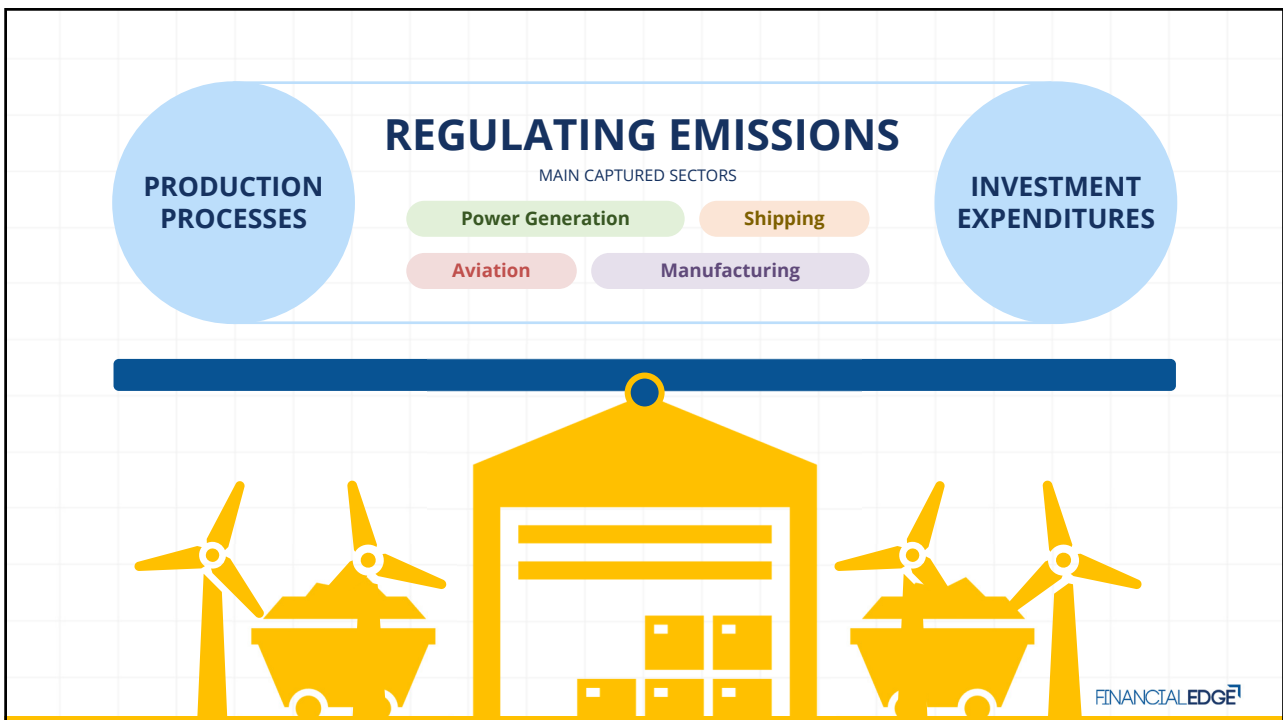 REGULATING EMISSIONS
MAIN CAPTURED SECTORS
PRODUCTION
PROCESSES
Power Generation
Shipping
Aviation
Manufacturing
INVESTMENT
EXPENDITURES
FINANCIALEDGE